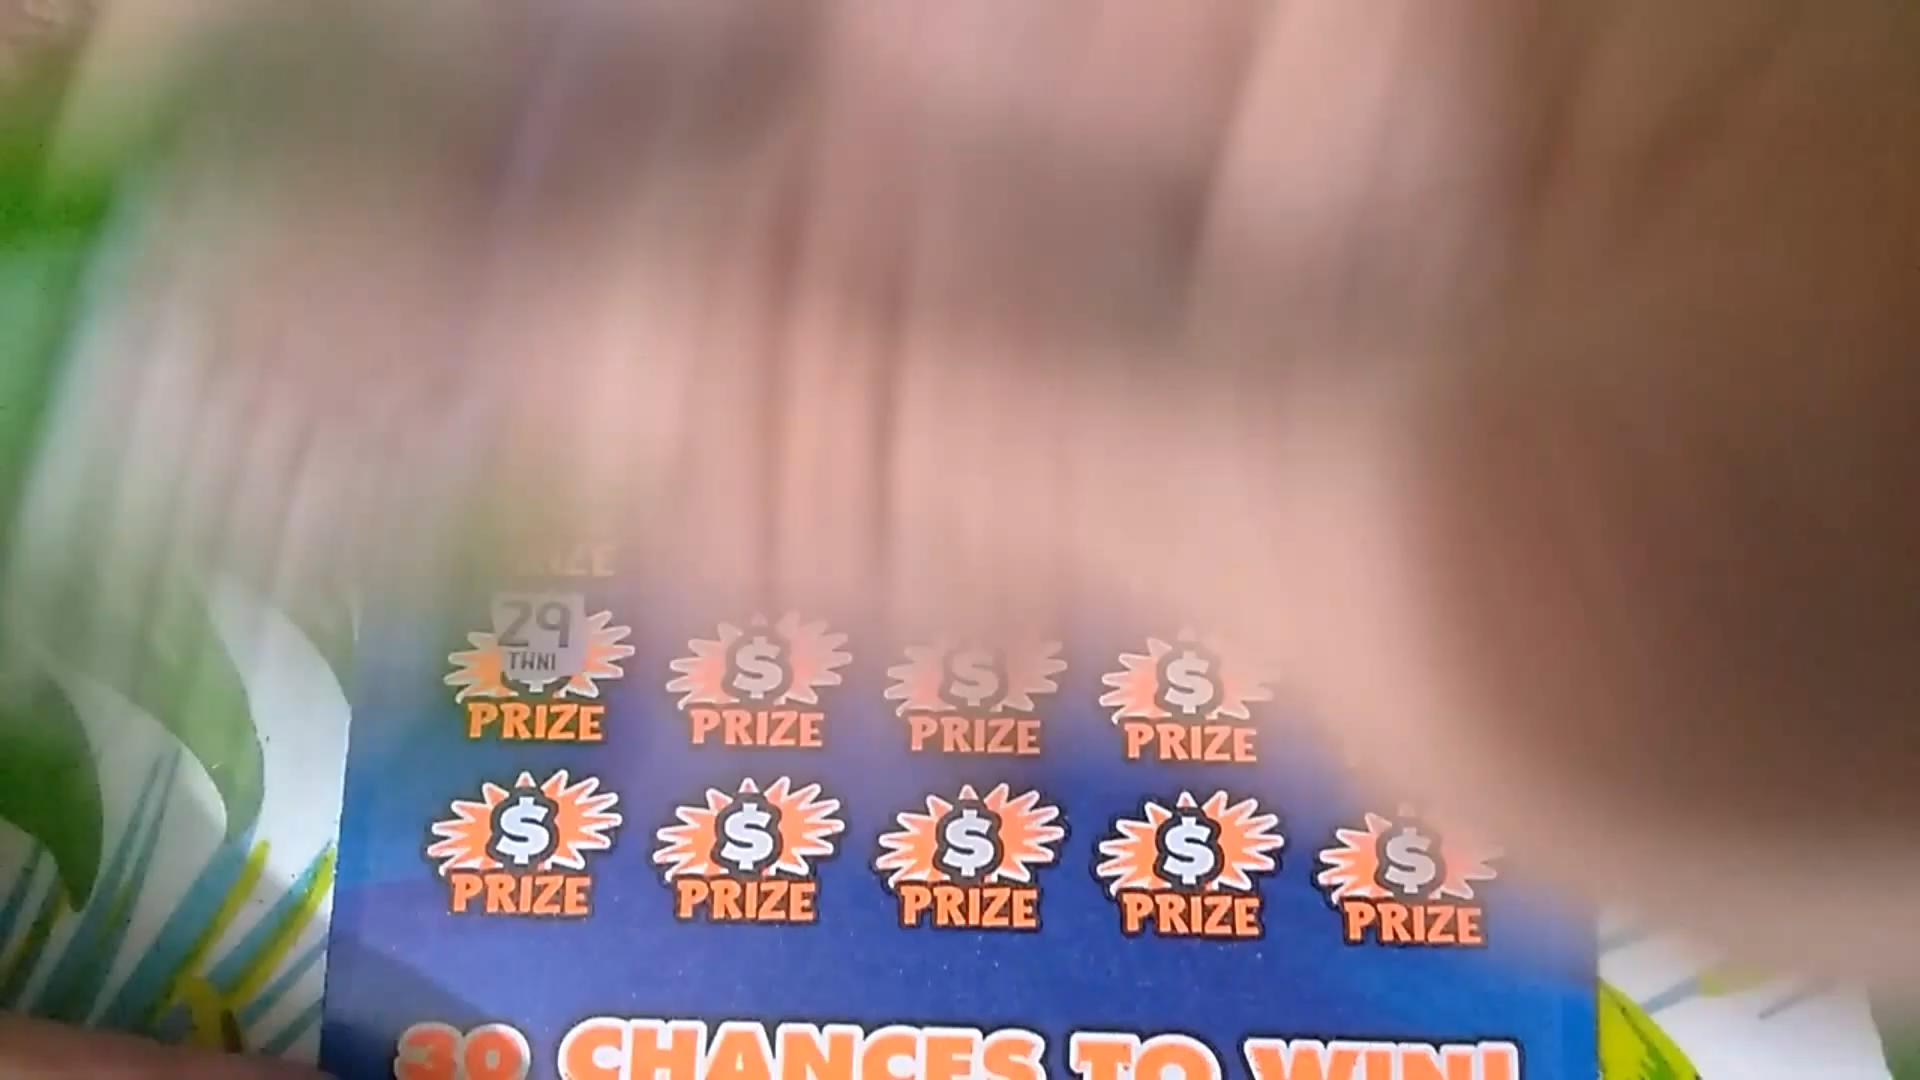 29
TWNI
PRIZE PRIZE PRIZE PRIZE
$ $ $ $ $
PRIZE PRIZE PRIZE PRIZE PRIZE
30 CHANCES TO WIN!